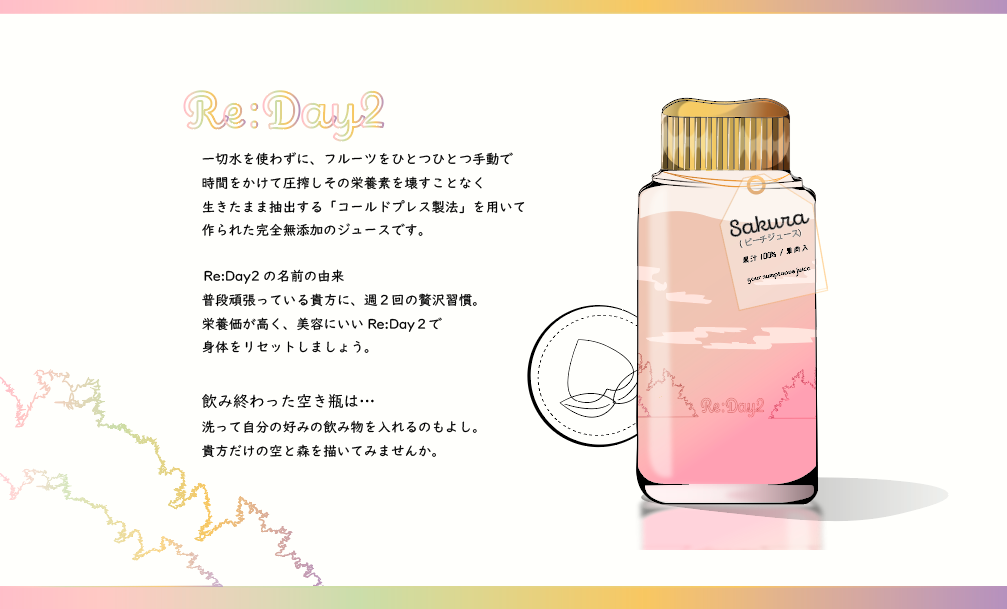 Re:Day2
一切水を使わずに、フルーツをひとつひとつ手動で
時間をかけて圧搾しその栄養素を壊すことなく
生きたまま抽出する「コールドプレス製法」を用いて
作られた完全無添加のジュースです。
Re:Day2 の名前の由来
普段頑張っている貴方に、週２回の贅沢習慣。
栄養価が高く、美容にいい Re:Day２で
身体をリセットしましょう。
飲み終わった空き瓶は…
洗って自分の好みの飲み物を入れるのもよし。
貴方だけの空と森を描いてみませんか。
Sakura
(ピーチジュース)
果汁 100% / 果肉入
your sumptuous juice
Re:Day2